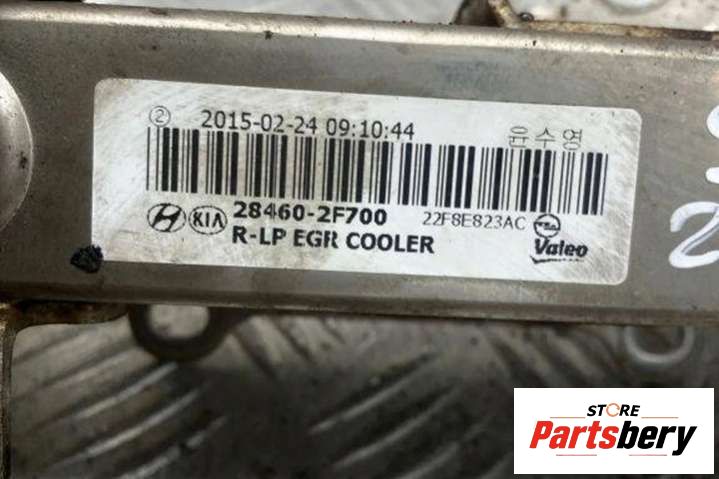 ② 2015-02-24 09:10:44 윤수영
KIA 28460-2F700 22F8E823AC
R-LP EGR COOLER Valeo
2
STORE
Partsbery